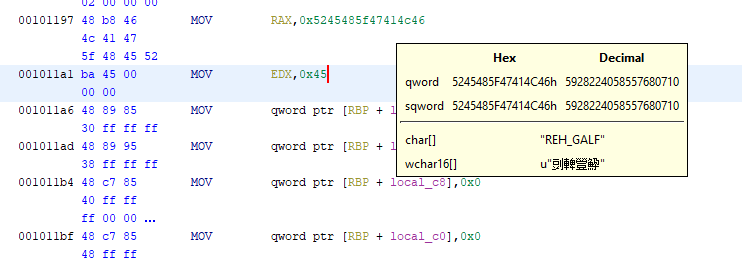 02 00 00 00
00101197 48 b8 46 MOV RAX,0x5245485f47414c46
4c 41 47
5f 48 45 52
001011a1 ba 45 00 MOV EDX,0x45
00 00
001011a6 48 89 85 MOV qword ptr [RBP + l
30 ff ff ff
001011ad 48 89 95 MOV qword ptr [RBP + l
38 ff ff ff
001011b4 48 c7 85 MOV qword ptr [RBP + local_c8],0x0
40 ff ff
ff 00 00 ...
001011bf 48 c7 85 MOV qword ptr [RBP + local_c0],0x0
48 ff ff
Hex Decimal
qword 5245485F47414C46h 5928224058557680710
sqword 5245485F47414C46h 5928224058557680710
char[] "REH_GALF"
wchar16[] u"剅䡟䝁䱆"